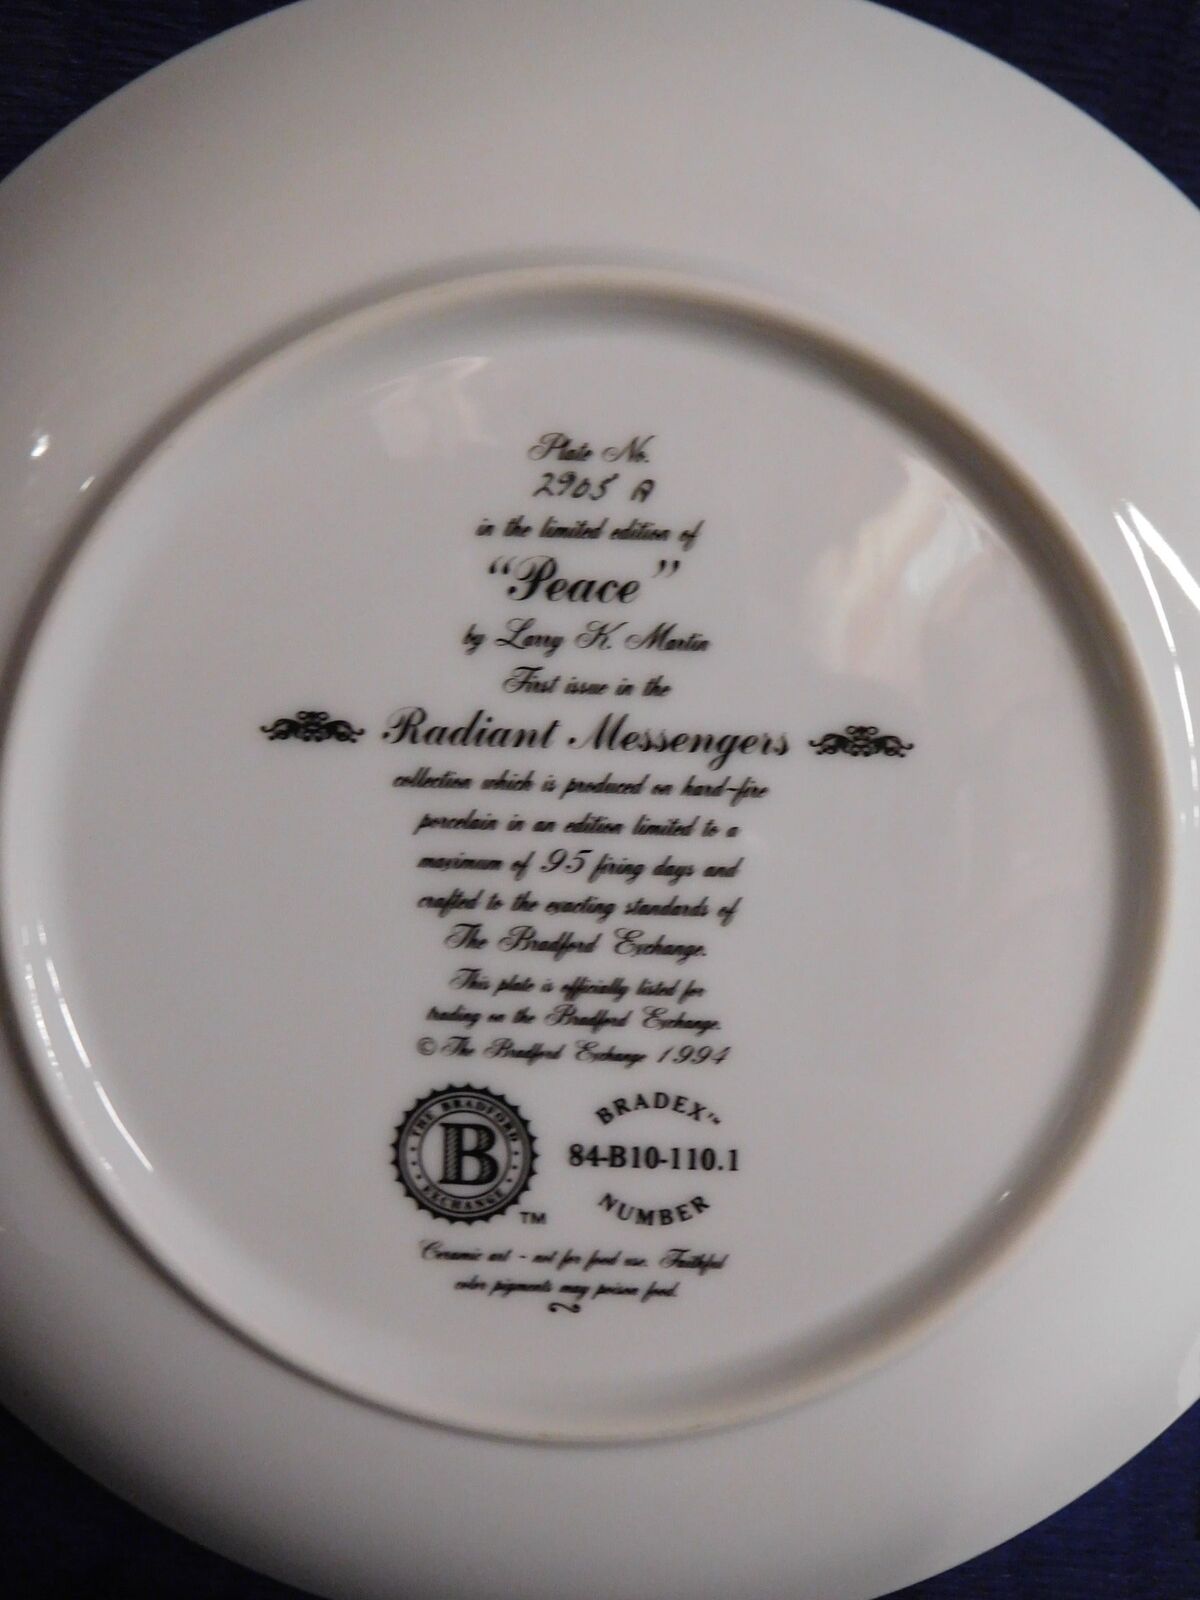 Plate No.
2905 A
in the limited edition of
"Peace"
by Larry K. Martin
First issue in the
Radiant Messengers
collection which is produced on hard-fire
porcelain in an edition limited to a
maximum of 95 firing days and
crafted to the exacting standards of
The Bradford Exchange.
This plate is officially listed for
trading on the Bradford Exchange.
© The Bradford Exchange 1994
THE BRADFORD
B
EXCHANGE
TM
BRADEX™
84-B10-110.1
NUMBER
Ceramic art - not for food use. Faithful
color pigments may poison food.